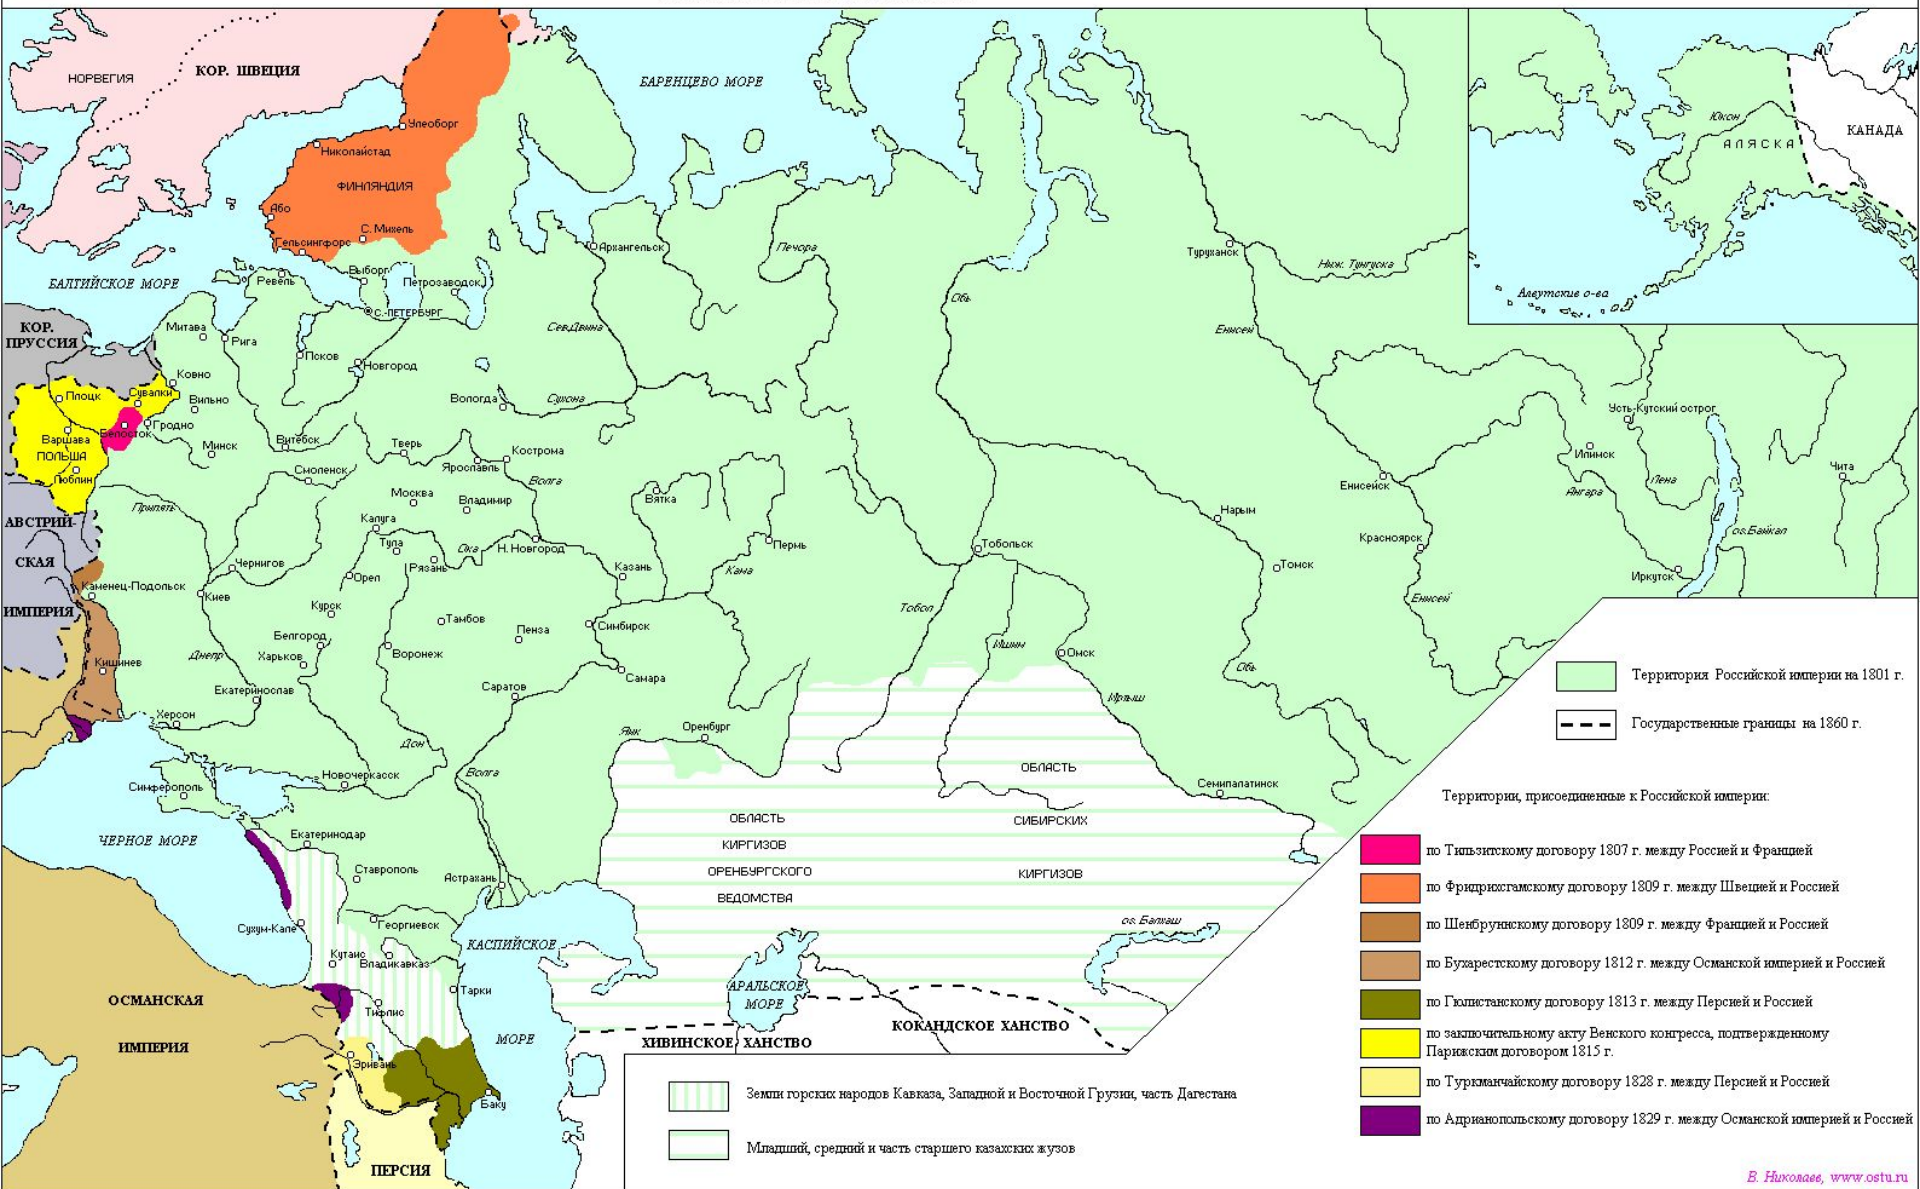 НОРВЕГИЯ
КОР. ШВЕЦИЯ
БАРЕНЦЕВО МОРЕ
Юкон
АЛЯСКА
КАНАДА
Алеутские о-ва
Улеоборг
Николайстад
ФИНЛЯНДИЯ
Або
С. Михель
Гельсингфорс
Архангельск
Печора
Туруханск
Ниж. Тунгуска
БАЛТИЙСКОЕ МОРЕ
Ревель
Выборг
Петрозаводск
С.-ПЕТЕРБУРГ
Обь
Енисей
КОР.
ПРУССИЯ
Митава
Рига
Псков
Новгород
Сев.Двина
Ковно
Вильно
Сувалки
Плоцк
Вологда
Сухона
Усть-Кутский острог
Белосток
Гродно
Варшава
ПОЛЬША
Люблин
Минск
Витебск
Тверь
Ярославль
Кострома
Смоленск
Волга
Илимск
Чита
Енисейск
Ангара
Лена
Москва
Владимир
Вятка
Припять
Калуга
Нарым
АВСТРИЙ-
СКАЯ
ИМПЕРИЯ
Тула
Ока
Н. Новгород
Пермь
Тобольск
Красноярск
оз.Байкал
Чернигов
Рязань
Орел
Казань
Кама
Томск
Иркутск
Каменец-Подольск
Киев
Курск
Тобол
Енисей
Тамбов
Пенза
Симбирск
Белгород
Харьков
Воронеж
Ишим
Омск
Кишинев
Днепр
Самара
Обь
Екатеринослав
Саратов
Иртыш
Херсон
Дон
Яик
Оренбург
Волга
Новочеркасск
Симферополь
Семипалатинск
ОБЛАСТЬ
СИБИРСКИХ
КИРГИЗОВ
ОБЛАСТЬ
КИРГИЗОВ
ОРЕНБУРГСКОГО
ВЕДОМСТВА
ЧЕРНОЕ МОРЕ
Екатеринодар
Ставрополь
Астрахань
Сухум-Кале
Георгиевск
Кутаис
Владикавказ
КАСПИЙСКОЕ
МОРЕ
Тарки
Тифлис
Эривань
Баку
оз. Балхаш
АРАЛЬСКОЕ
МОРЕ
КОКАНДСКОЕ ХАНСТВО
ХИВИНСКОЕ ХАНСТВО
ОСМАНСКАЯ
ИМПЕРИЯ
ПЕРСИЯ
Территория Российской империи на 1801 г.
Государственные границы на 1860 г.
Территории, присоединенные к Российской империи:
по Тильзитскому договору 1807 г. между Россией и Францией
по Фридрихсгамскому договору 1809 г. между Швецией и Россией
по Шенбруннскому договору 1809 г. между Францией и Россией
по Бухарестскому договору 1812 г. между Османской империей и Россией
по Гюлистанскому договору 1813 г. между Персией и Россией
по заключительному акту Венского конгресса, подтвержденному
Парижским договором 1815 г.
по Туркманчайскому договору 1828 г. между Персией и Россией
по Адрианопольскому договору 1829 г. между Османской империей и Россией
Земли горских народов Кавказа, Западной и Восточной Грузии, часть Дагестана
Младший, средний и часть старшего казахских жузов
В. Николаев, www.ostu.ru